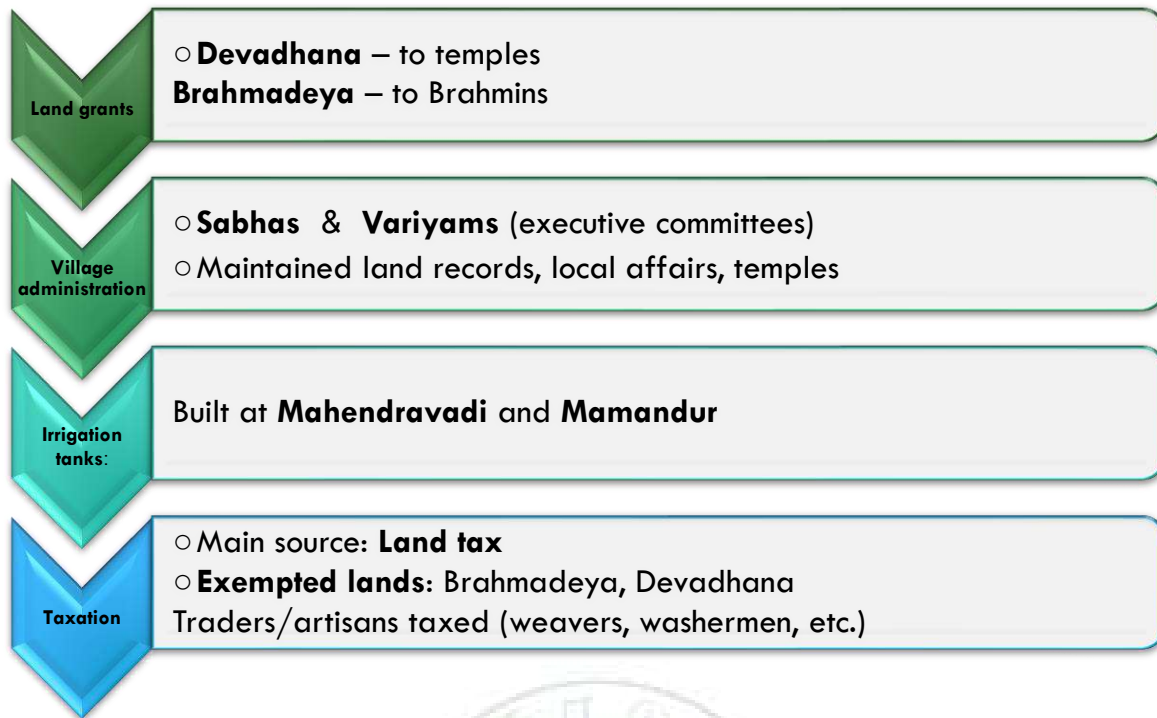 Land grants
○ Devadhana – to temples
Brahmadeya – to Brahmins
Village
administration
○ Sabhas & Variyams (executive committees)
○ Maintained land records, local affairs, temples
Irrigation
tanks:
Built at Mahendravadi and Mamandur
Taxation
○ Main source: Land tax
○ Exempted lands: Brahmadeya, Devadhana
Traders/artisans taxed (weavers, washermen, etc.)